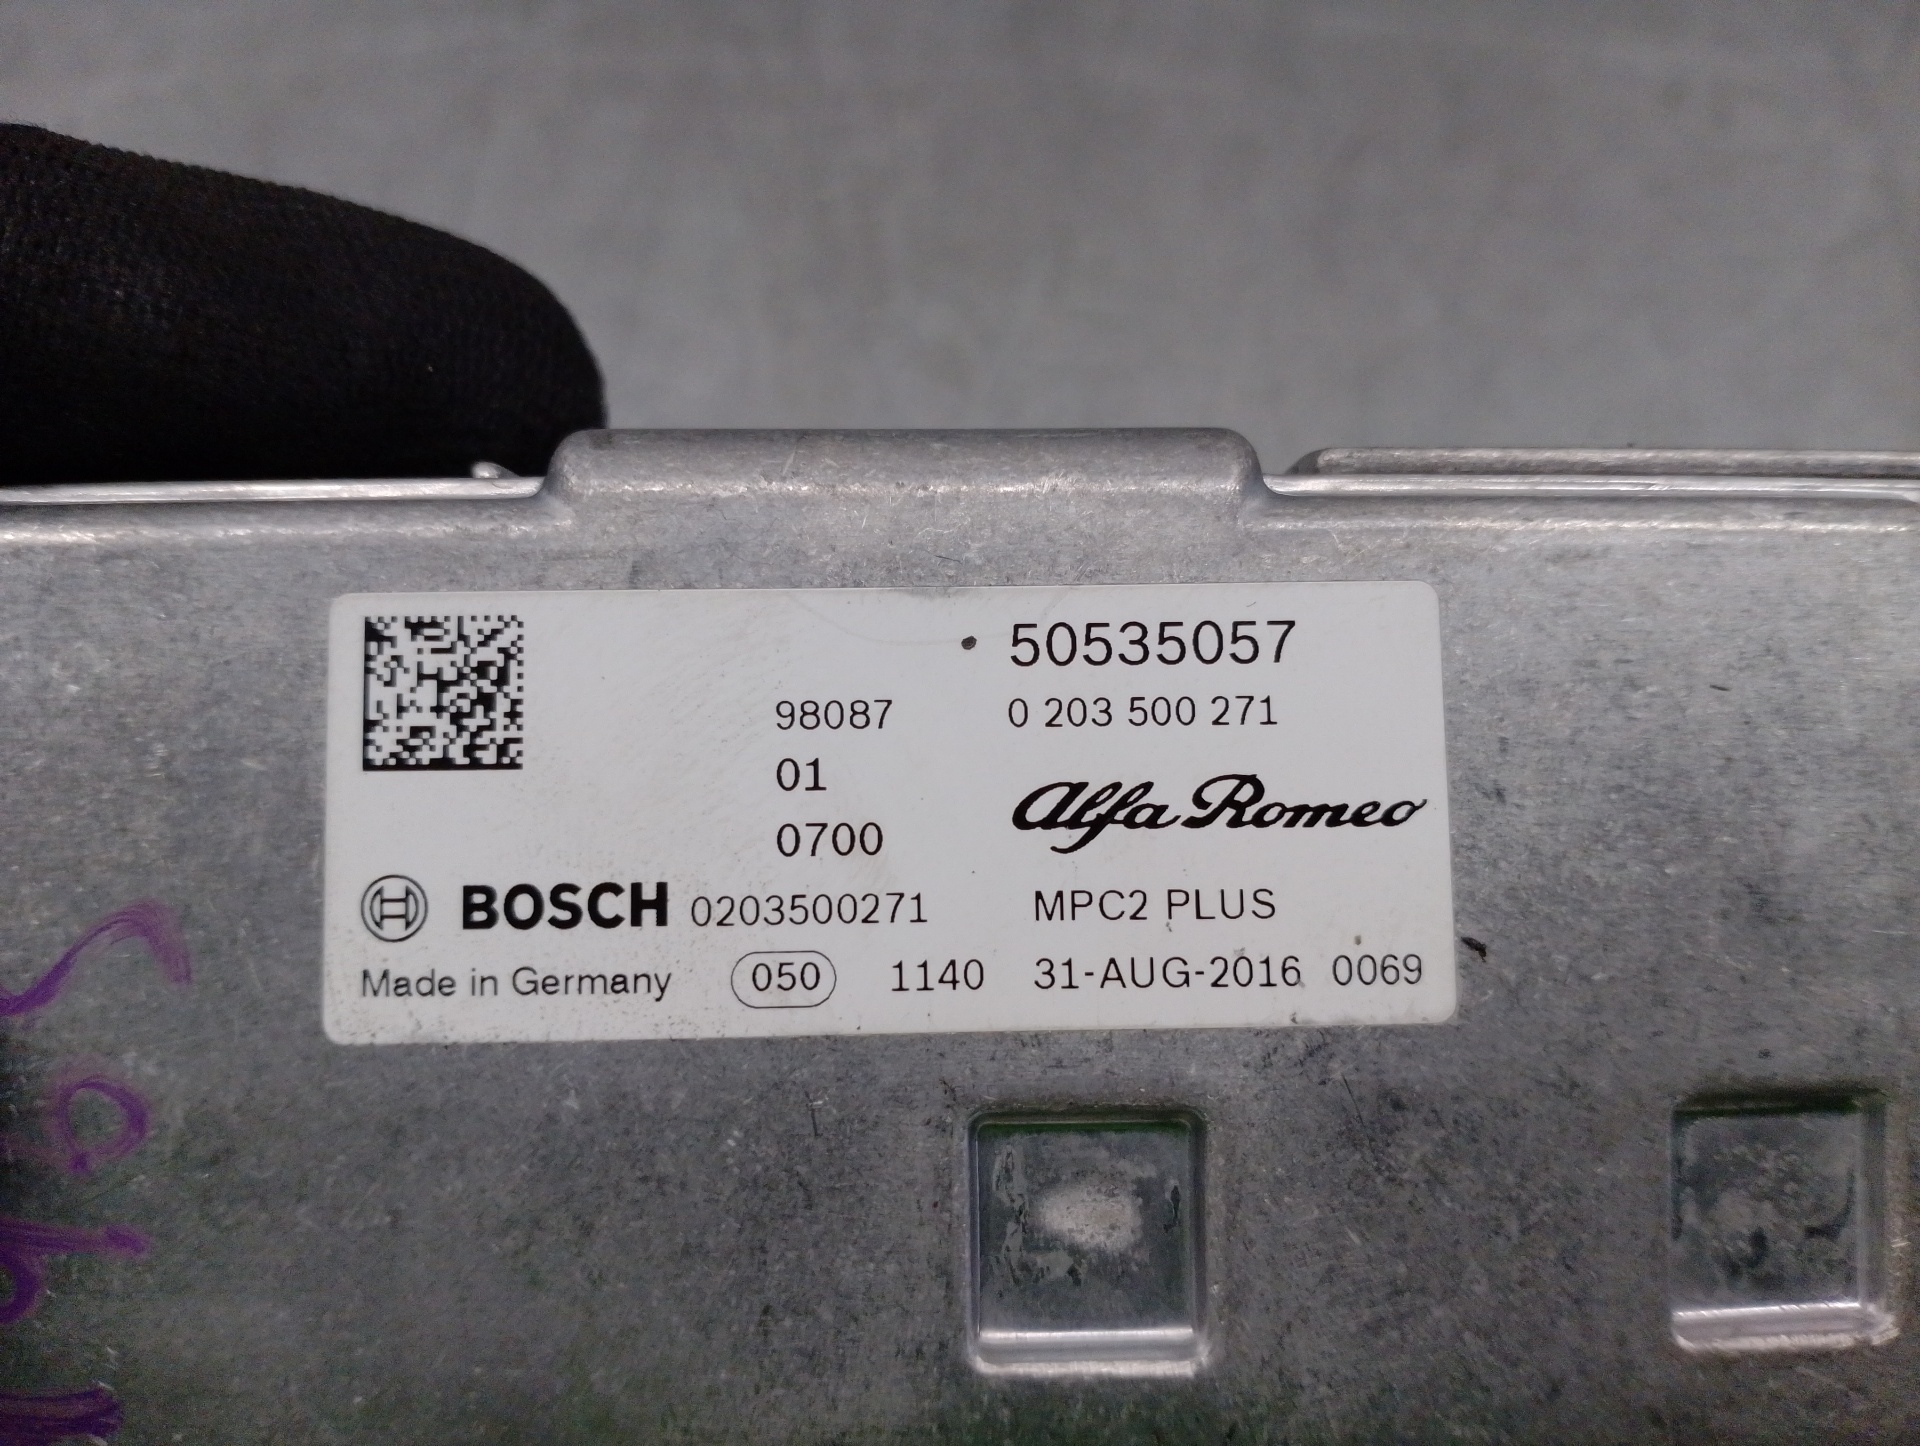 50535057
98087 0 203 500 271
01
Alfa Romeo
0700
BOSCH 0203500271 MPC2 PLUS
Made in Germany 050 1140 31-AUG-2016 0069